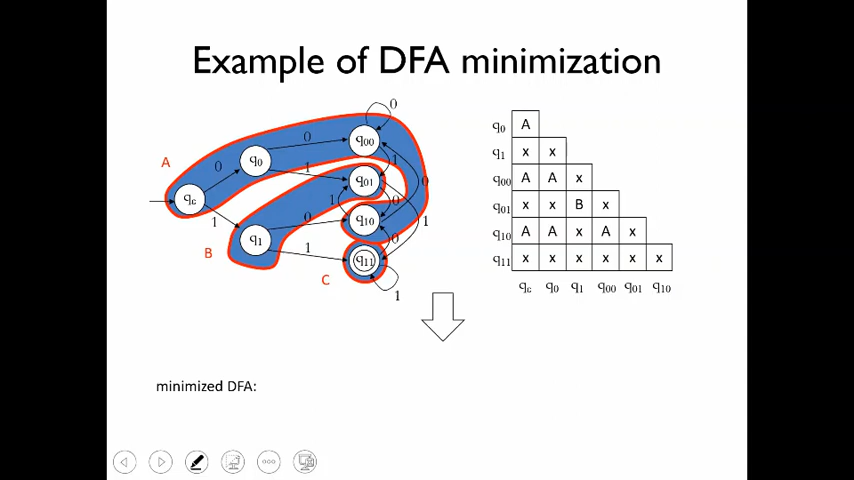 Example of DFA minimization
A
B
C
qε
q0
q00
q01
q1
q10
q11
0
0
0
1
1
0
1
1
0
0
1
0
1
1
q0 A
q1 x x
q00 A A x
q01 x x B x
q10 A A x A x
q11 x x x x x x
qε q0 q1 q00 q01 q10
minimized DFA: